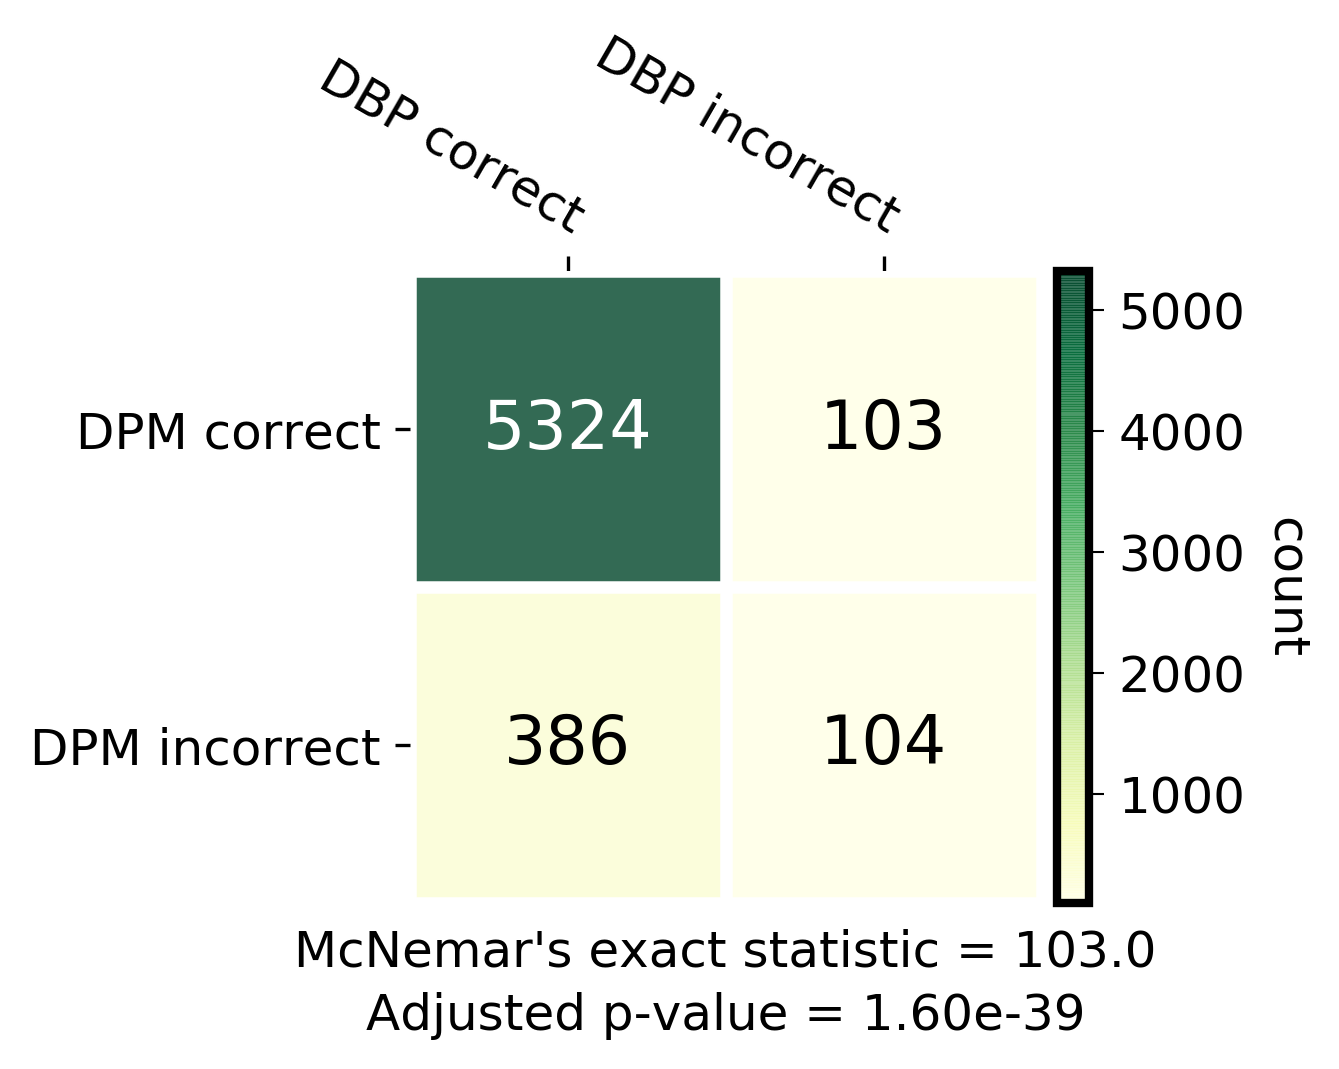 DBP correct
DBP incorrect
DPM correct
DPM incorrect
5324
103
386
104
5000
4000
3000
2000
1000
count
McNemar's exact statistic = 103.0
Adjusted p-value = 1.60e-39